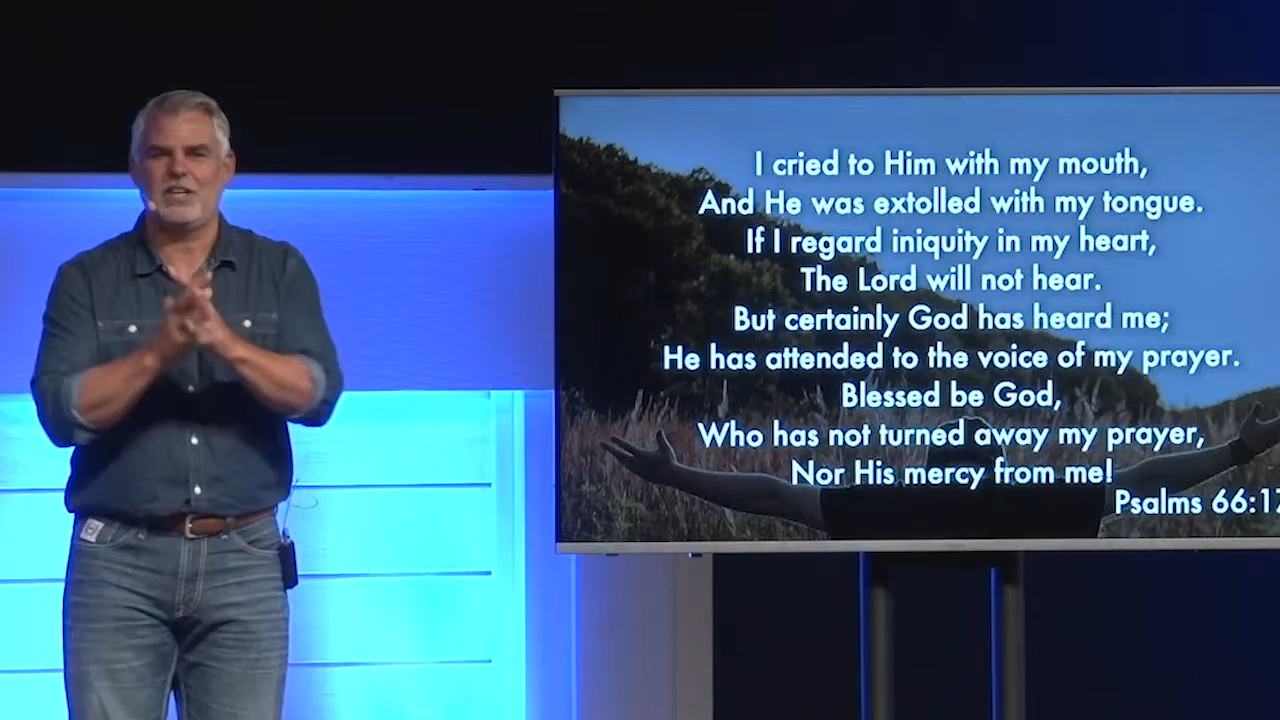 I cried to Him with my mouth,
And He was extolled with my tongue.
If I regard iniquity in my heart,
The Lord will not hear.
But certainly God has heard me;
He has attended to the voice of my prayer.
Blessed be God,
Who has not turned away my prayer,
Nor His mercy from me!
Psalms 66:17